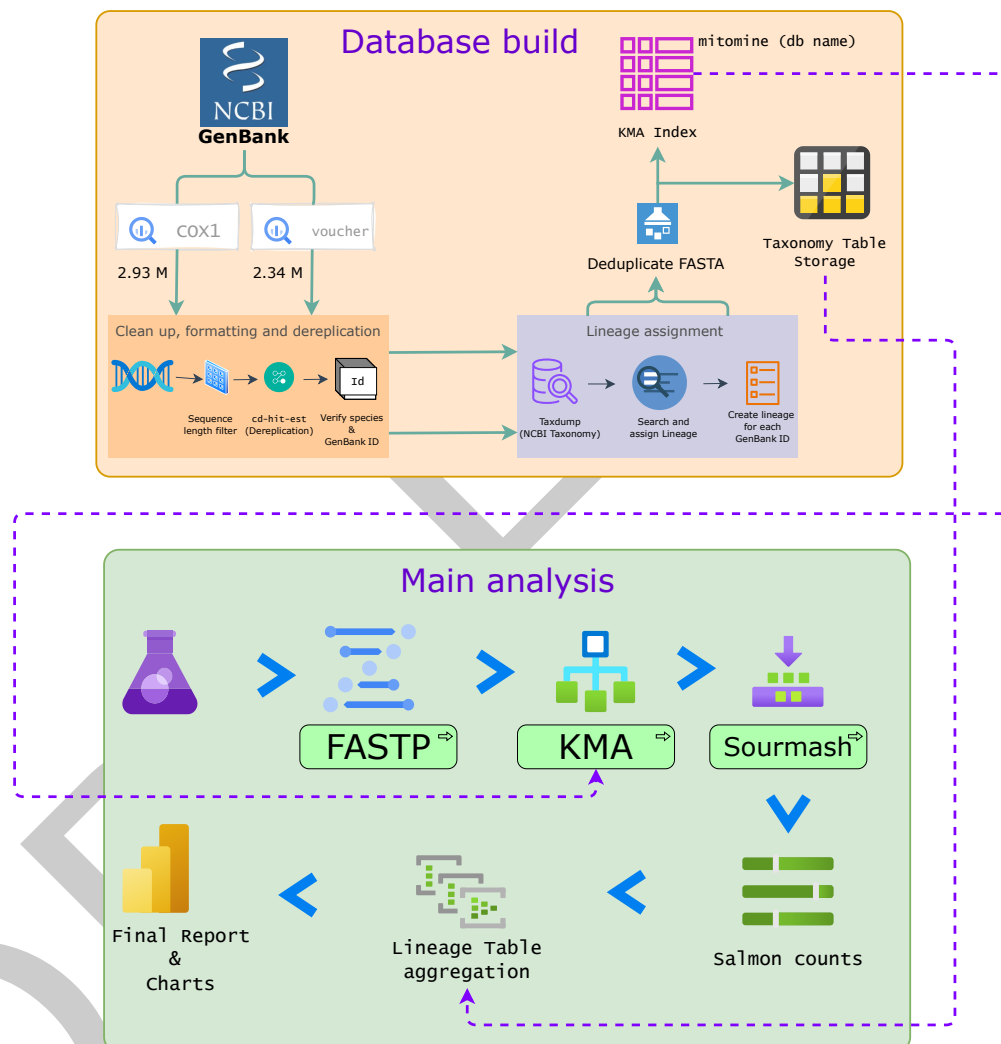 Database build
NCBI
GenBank
mitomine (db name)
KMA Index
cox1
voucher
2.93 M
2.34 M
Deduplicate FASTA
Taxonomy Table
Storage
Clean up, formatting and dereplication
Sequence
length filter
cd-hit-est
(Dereplication)
Id
Verify species
&
GenBank ID
Lineage assignment
Taxdump
(NCBI Taxonomy)
Search and
assign Lineage
Create lineage
for each
GenBank ID
Main analysis
FASTP
KMA
Sourmash
Final Report
&
Charts
Lineage Table
aggregation
Salmon counts